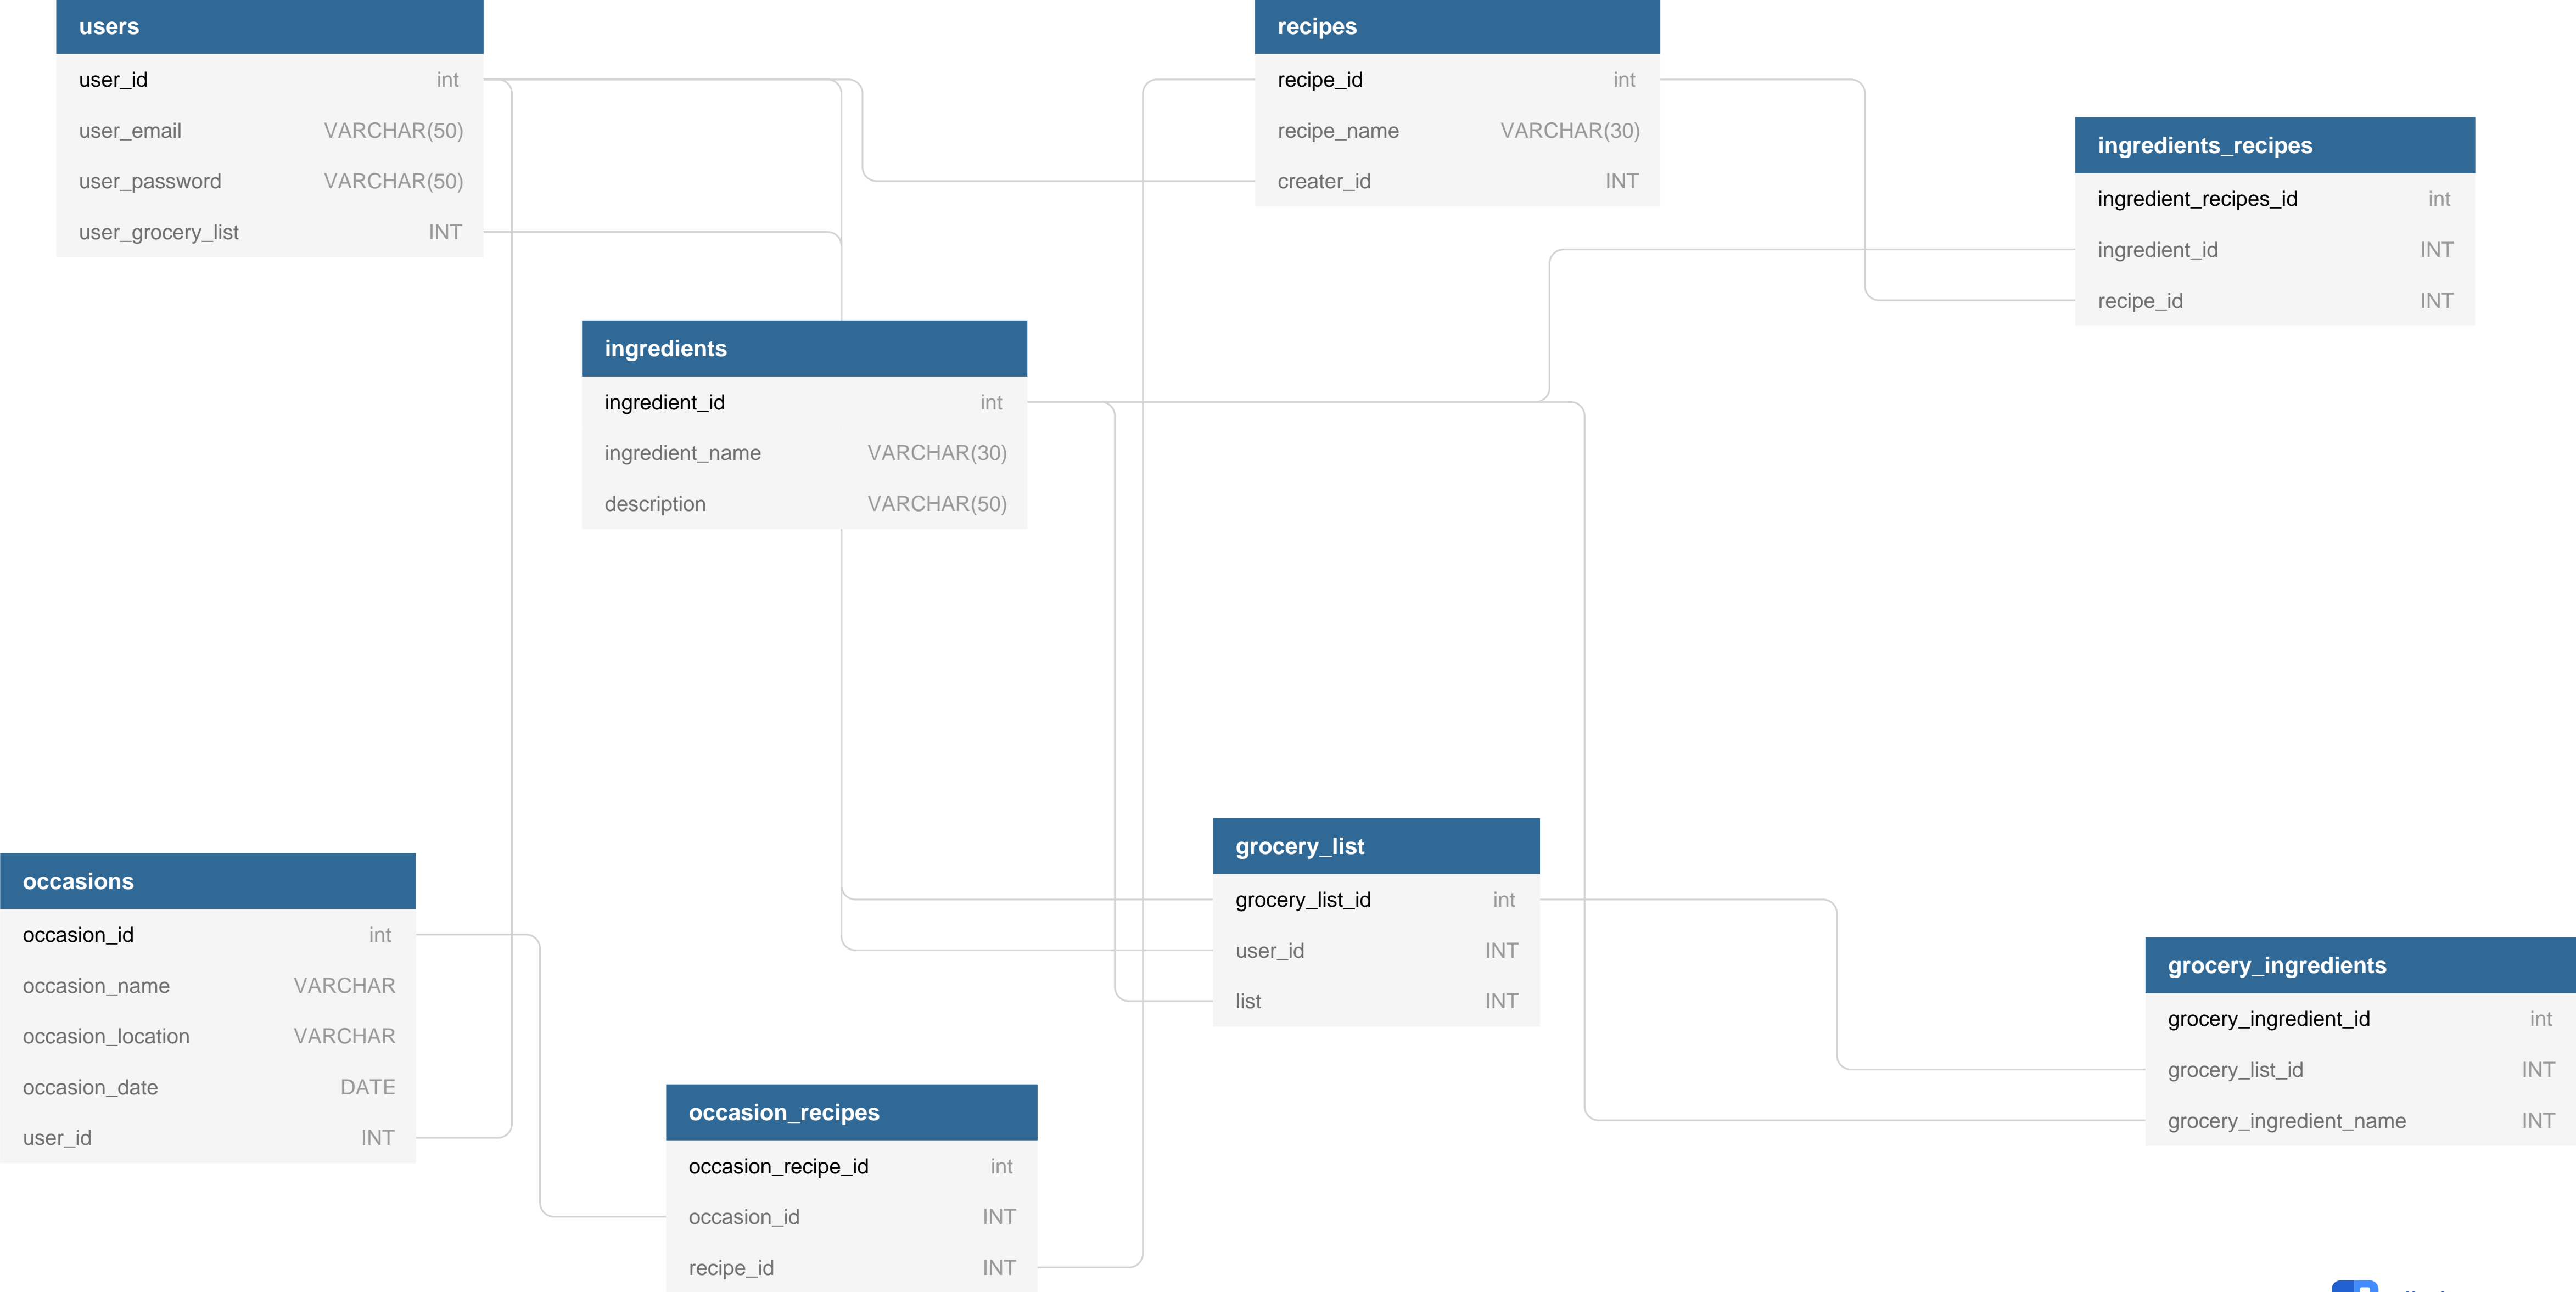 users
user_id int
user_email VARCHAR(50)
user_password VARCHAR(50)
user_grocery_list INT
recipes
recipe_id int
recipe_name VARCHAR(30)
creater_id INT
ingredients_recipes
ingredient_recipes_id int
ingredient_id INT
recipe_id INT
ingredients
ingredient_id int
ingredient_name VARCHAR(30)
description VARCHAR(50)
grocery_list
grocery_list_id int
user_id INT
list INT
occasions
occasion_id int
occasion_name VARCHAR
occasion_location VARCHAR
occasion_date DATE
user_id INT
grocery_ingredients
grocery_ingredient_id int
grocery_list_id INT
grocery_ingredient_name INT
occasion_recipes
occasion_recipe_id int
occasion_id INT
recipe_id INT